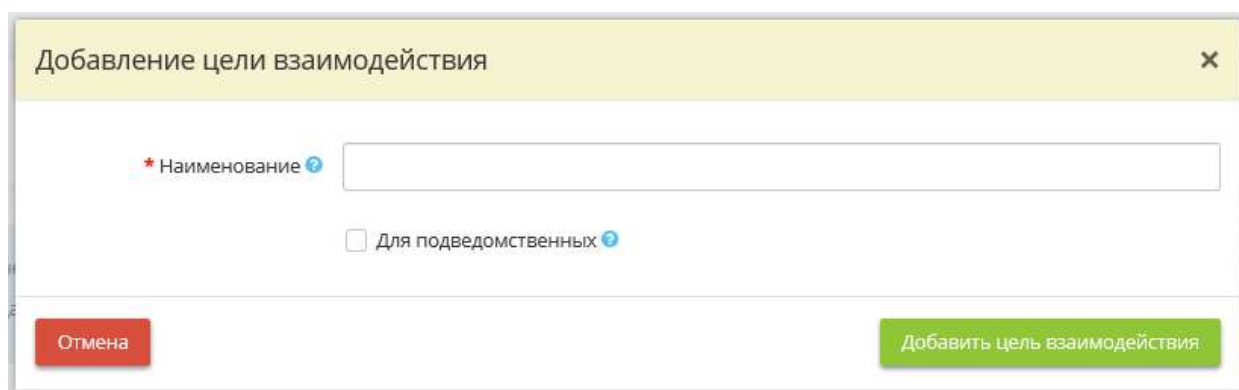 Добавление цели взаимодействия ×
* Наименование ?
Для подведомственных ?
Отмена
Добавить цель взаимодействия